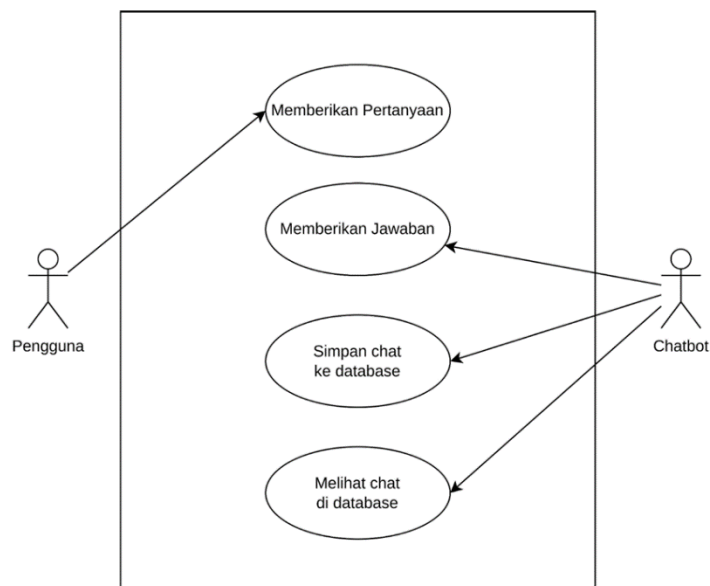 Memberikan Pertanyaan
Memberikan Jawaban
Pengguna
Chatbot
Simpan chat
ke database
Melihat chat
di database